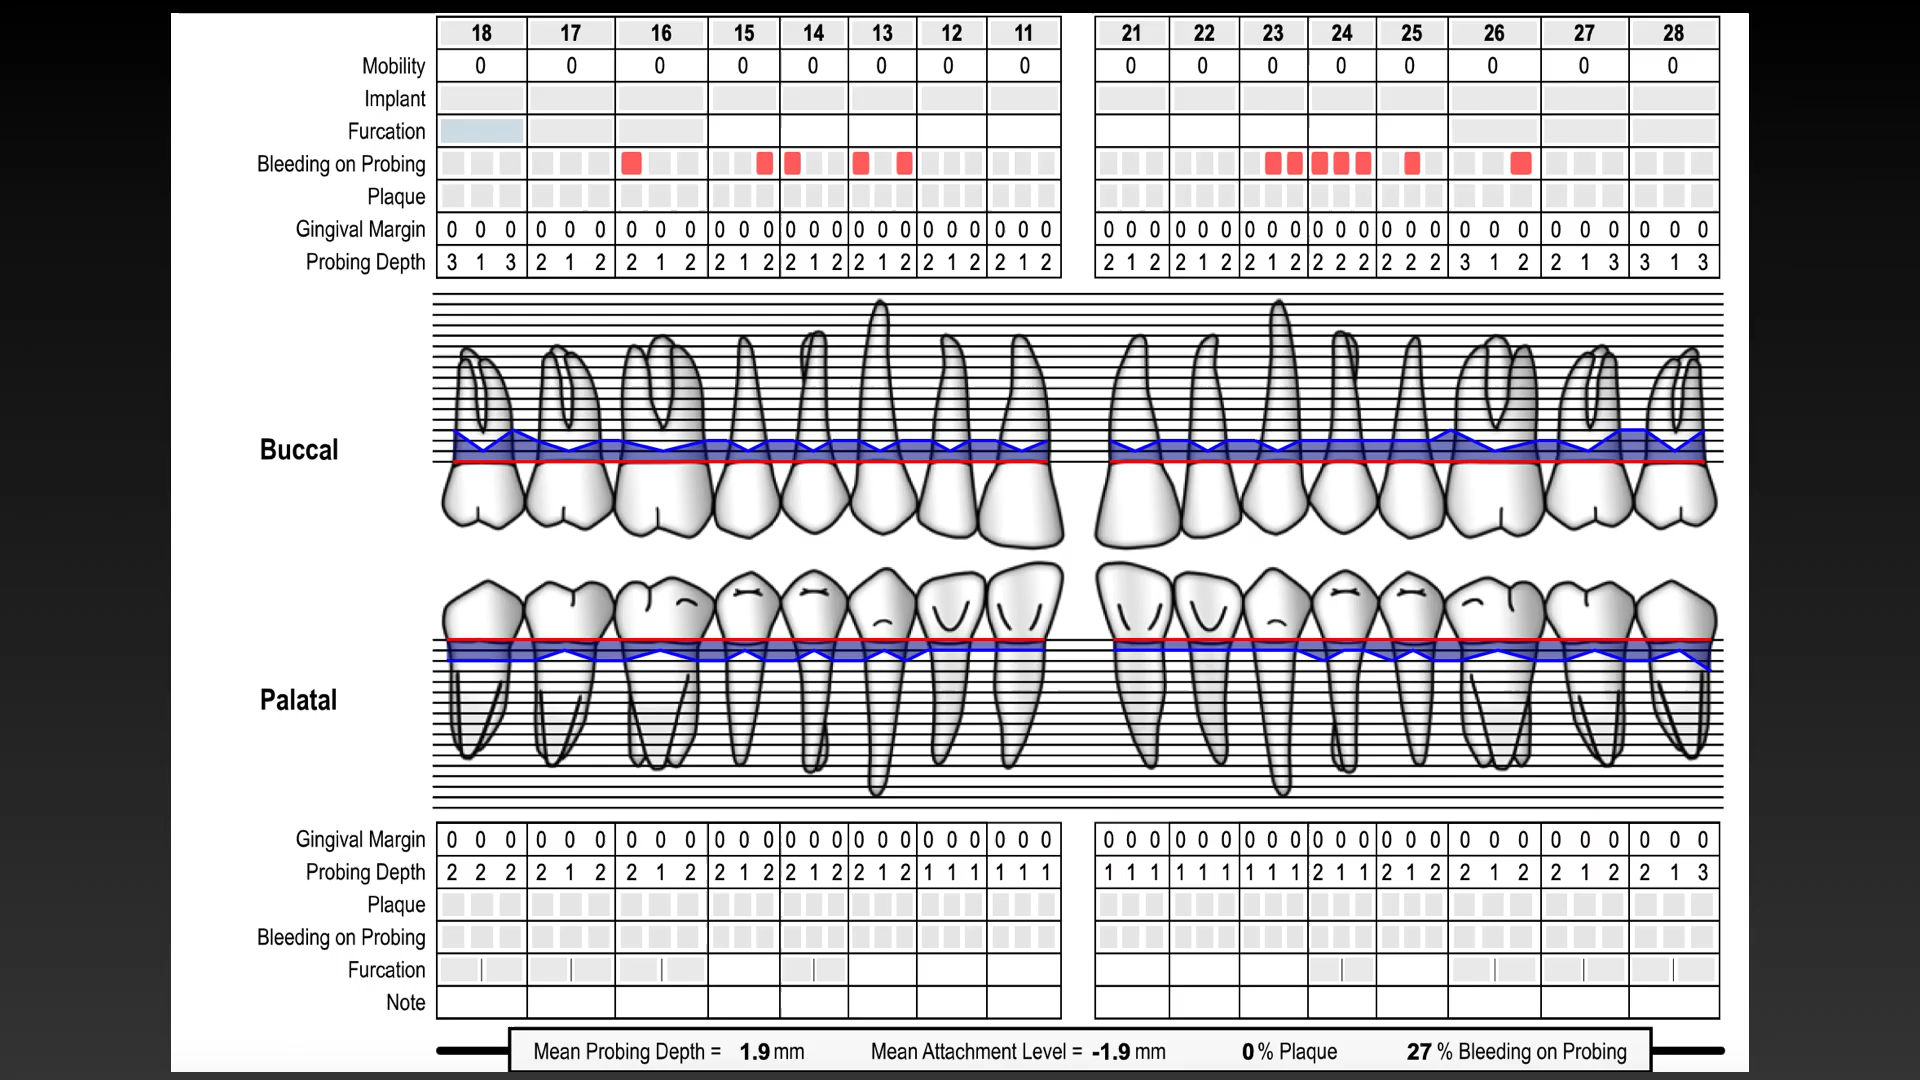 18 17 16 15 14 13 12 11 21 22 23 24 25 26 27 28
Mobility 0 0 0 0 0 0 0 0 0 0 0 0 0 0 0 0
Implant
Furcation
Bleeding on Probing
Plaque
Gingival Margin 0 0 0 0 0 0 0 0 0 0 0 0 0 0 0 0 0 0 0 0 0 0 0 0 0 0 0 0 0 0 0 0 0 0 0 0 0 0 0 0 0 0 0 0 0 0 0 0
Probing Depth 3 1 3 2 1 2 2 1 2 2 1 2 2 1 2 2 1 2 2 1 2 2 1 2 2 1 2 2 1 2 2 1 2 2 2 2 2 2 2 3 1 2 2 1 3 3 1 3
Buccal
Palatal
Gingival Margin 0 0 0 0 0 0 0 0 0 0 0 0 0 0 0 0 0 0 0 0 0 0 0 0 0 0 0 0 0 0 0 0 0 0 0 0 0 0 0 0 0 0 0 0 0 0 0 0
Probing Depth 2 2 2 2 1 2 2 1 2 2 1 2 2 1 2 2 1 2 1 1 1 1 1 1 1 1 1 1 1 1 1 1 1 2 1 1 2 1 2 2 1 2 2 1 2 2 1 3
Plaque
Bleeding on Probing
Furcation
Note
Mean Probing Depth = 1.9 mm Mean Attachment Level = -1.9 mm 0 % Plaque 27 % Bleeding on Probing